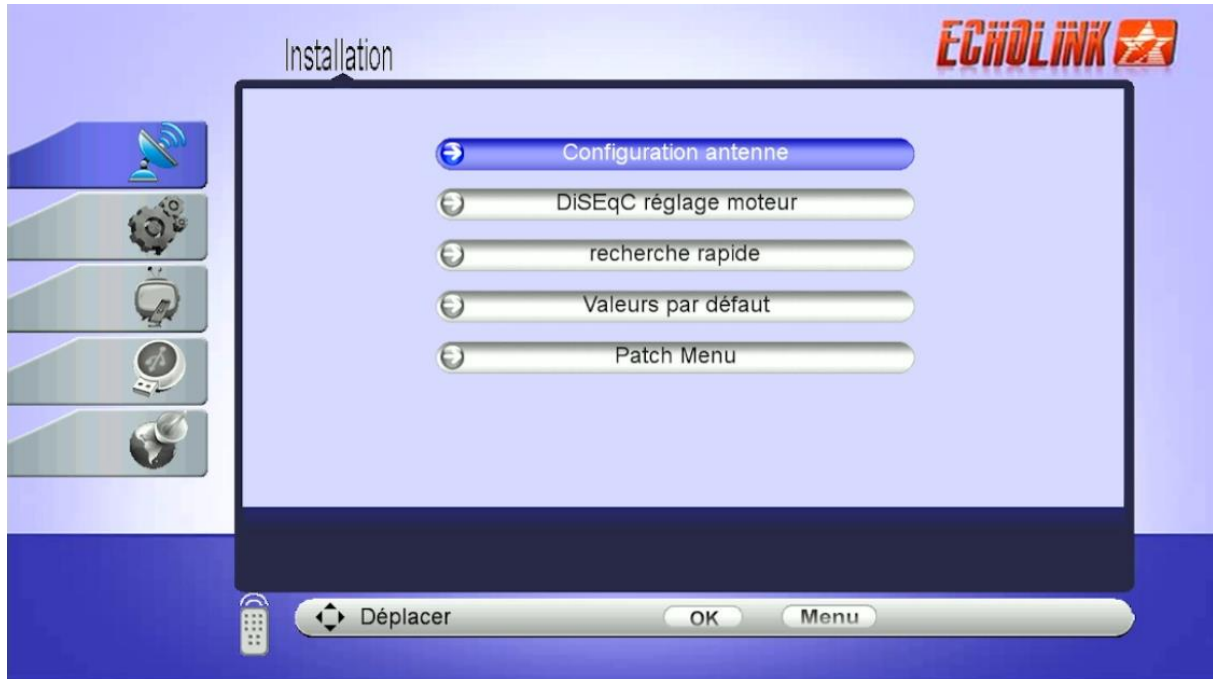 Installation
ECHOLINK
Configuration antenne
DiSEqC réglage moteur
recherche rapide
Valeurs par défaut
Patch Menu
Déplacer
OK
Menu